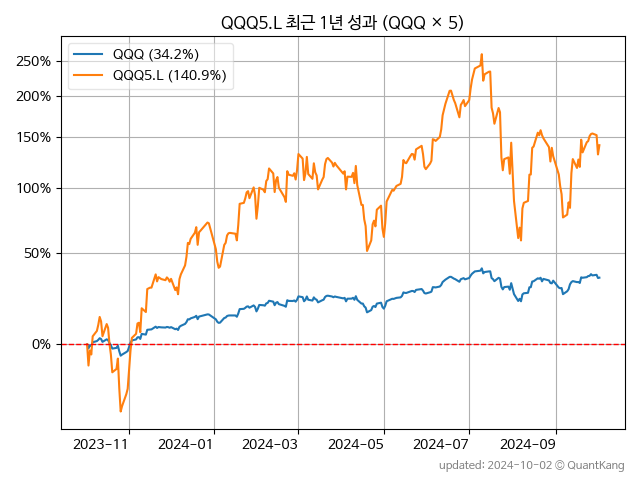 QQQ5.L 최근 1년 성과 (QQQ × 5)
QQQ (34.2%)
QQQ5.L (140.9%)
250%
200%
150%
100%
50%
0%
2023-11 2024-01 2024-03 2024-05 2024-07 2024-09
updated: 2024-10-02 © QuantKang